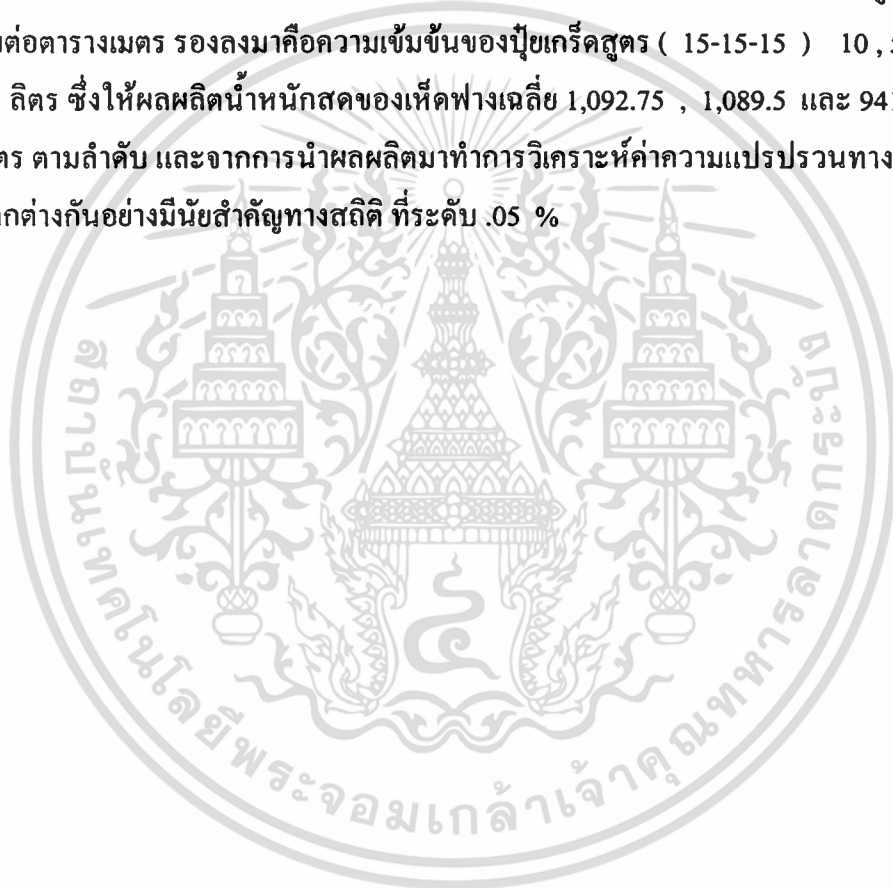 ต่อตารางเมตร รองลงมาคือความเข้มข้นของปุ๋ยเกร็ดสูตร ( 15-15-15 ) 10 ,
ลิตร ซึ่งให้ผลผลิตน้ำหนักสดของเห็ดฟางเฉลี่ย 1,092.75 , 1,089.5 และ 94
ตามลำดับ และจากการนำผลผลิตมาทำการวิเคราะห์ค่าความแปรปรวนทาง
ต่างกันอย่างมีนัยสำคัญทางสถิติ ที่ระดับ .05 %
สถาบันเทคโนโลยีพระจอมเกล้าเจ้าคุณทหารลาดกระบัง